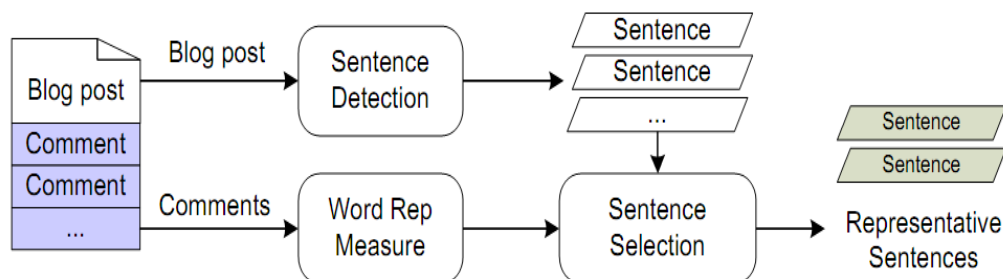 Blog post
Comment
Comment
...
Blog post
Comments
Sentence
Detection
Word Rep
Measure
Sentence
Sentence
...
Sentence
Selection
Sentence
Sentence
Representative
Sentences